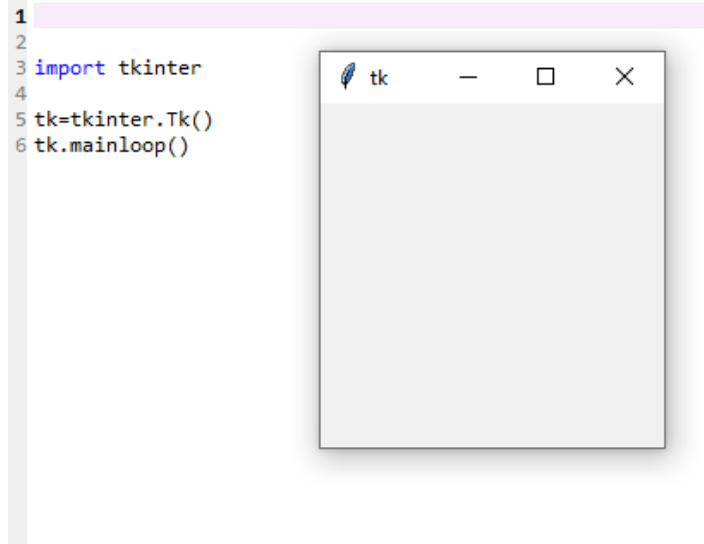 1
2
3 import tkinter
4
5 tk=tkinter.Tk()
6 tk.mainloop()
tk